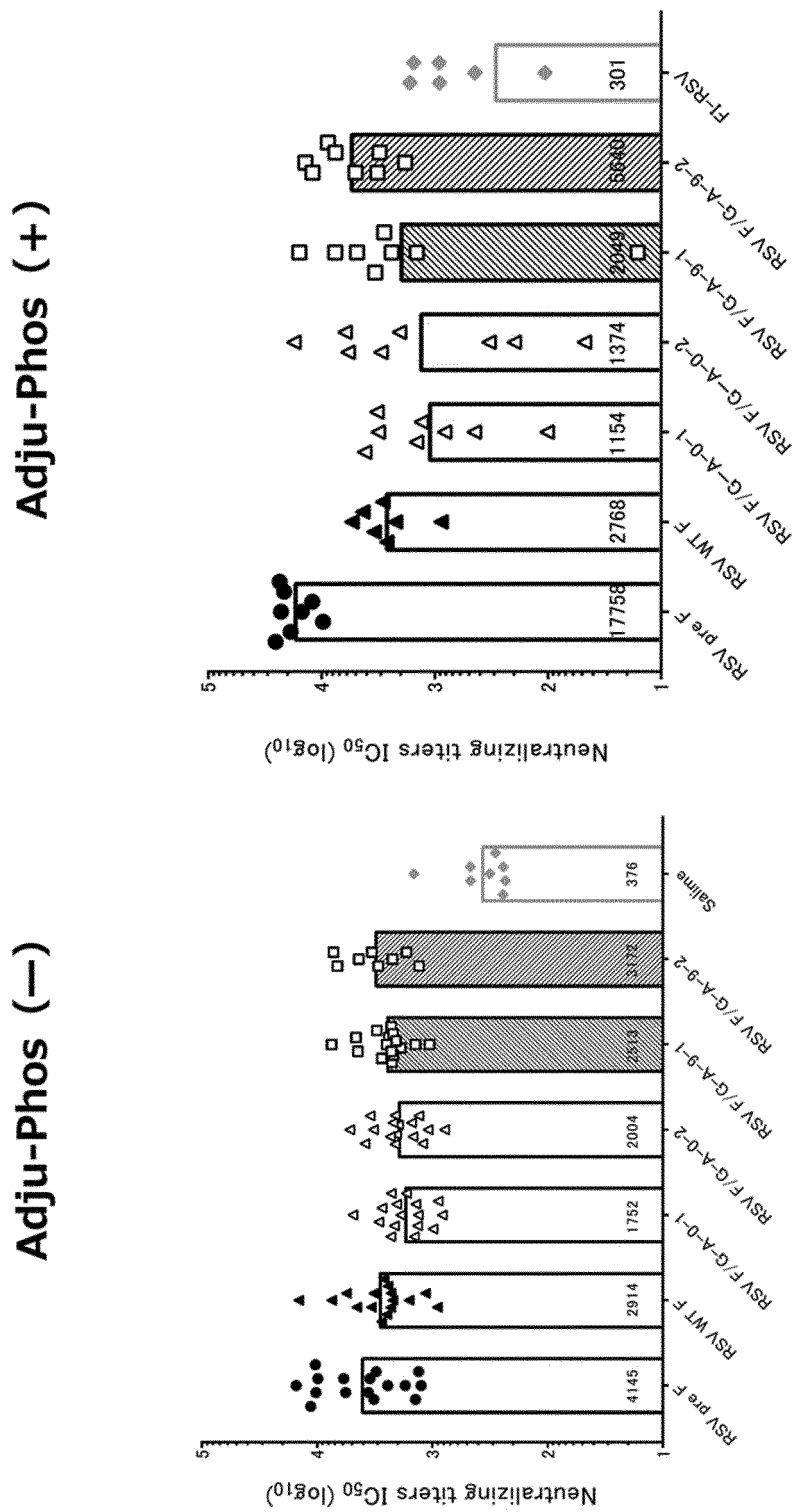 Adju-Phos (−)
Neutralizing titers IC₅₀ (log₁₀)
5
4
3
2
1
4145
2914
1752
2004
2513
3172
376
RSV pre F
RSV WT F
RSV F/G-A-0-1
RSV F/G-A-0-2
RSV F/G-A-9-1
RSV F/G-A-9-2
Salime
Adju-Phos (+)
Neutralizing titers IC₅₀ (log₁₀)
5
4
3
2
1
17758
2768
1154
1374
2049
5640
301
RSV pre F
RSV WT F
RSV F/G-A-0-1
RSV F/G-A-0-2
RSV F/G-A-9-1
RSV F/G-A-9-2
FI-RSV